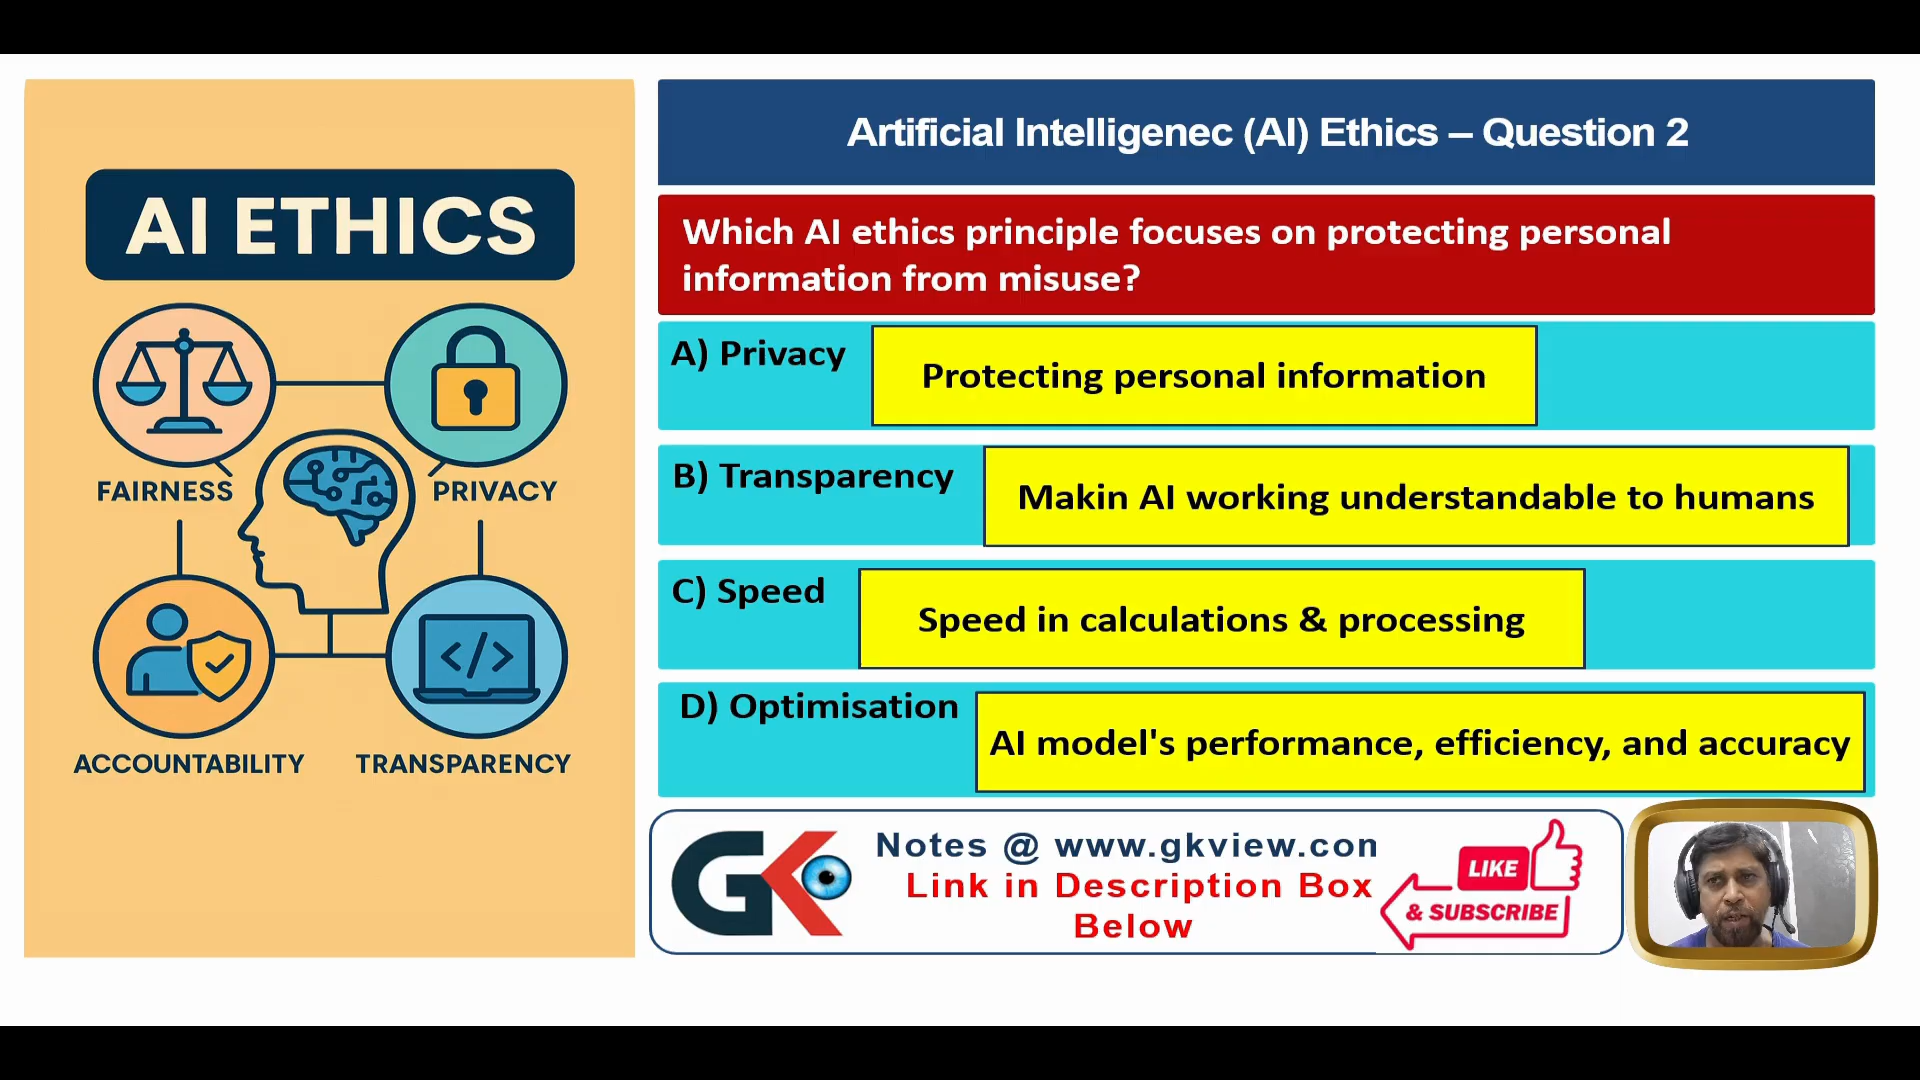 AI ETHICS
FAIRNESS
PRIVACY
ACCOUNTABILITY
TRANSPARENCY
Artificial Intelligenec (AI) Ethics – Question 2
Which AI ethics principle focuses on protecting personal
information from misuse?
A) Privacy
Protecting personal information
B) Transparency
Makin AI working understandable to humans
C) Speed
Speed in calculations & processing
D) Optimisation
AI model's performance, efficiency, and accuracy
GK
Notes @ www.gkview.con
Link in Description Box
Below
LIKE
& SUBSCRIBE